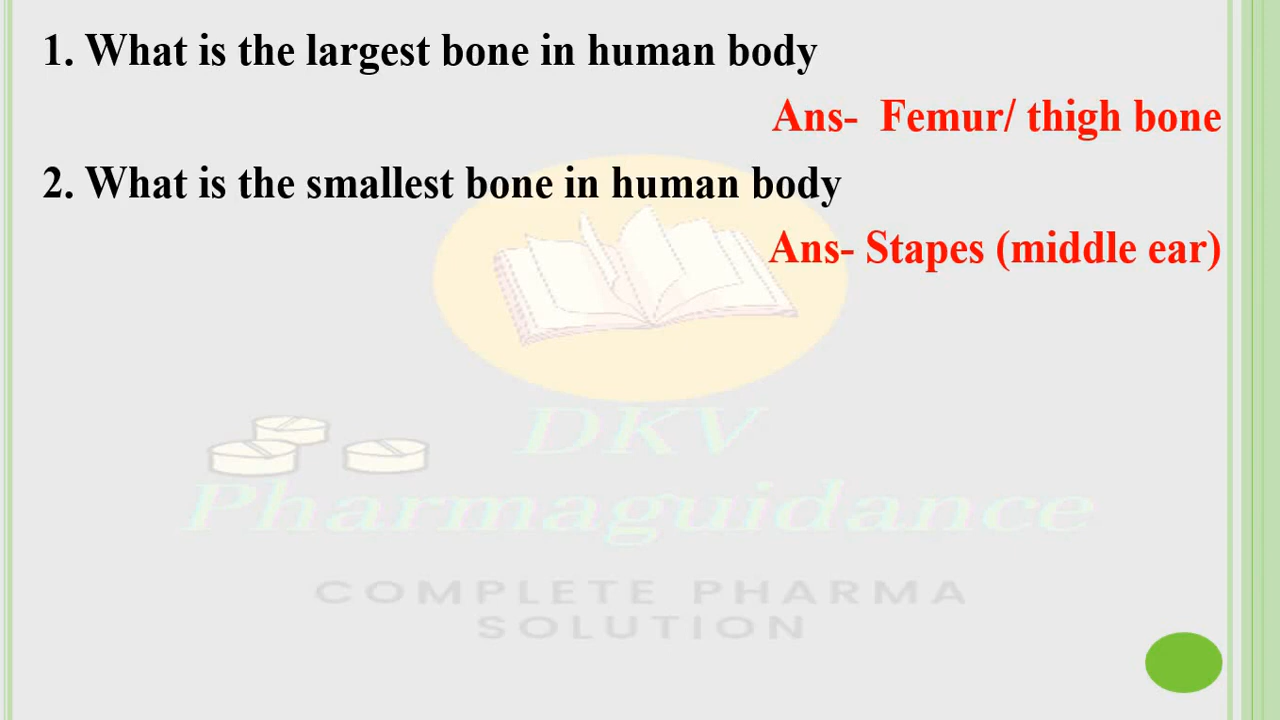 1. What is the largest bone in human body
Ans- Femur/ thigh bone
2. What is the smallest bone in human body
Ans- Stapes (middle ear)
DKV
Pharmaguidance
COMPLETE PHARMA
SOLUTION